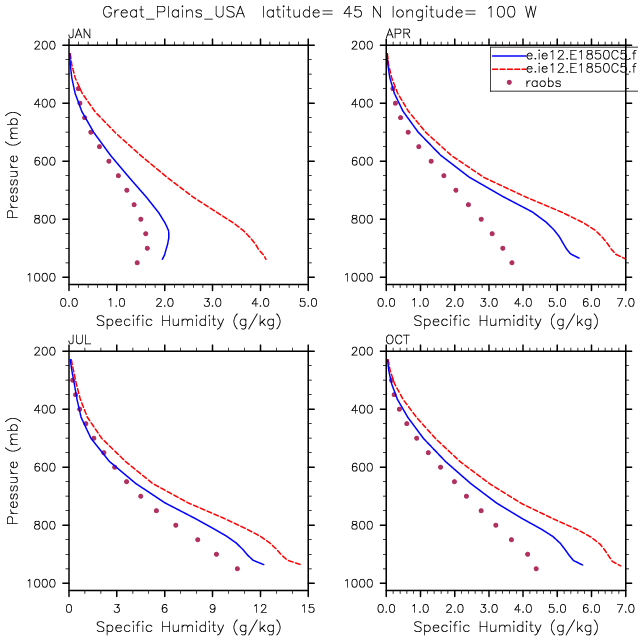 Great_Plains_USA latitude= 45 N longitude= 100 W
JAN
200
400
600
800
1000
Pressure (mb)
0.0 1.0 2.0 3.0 4.0 5.0
Specific Humidity (g/kg)
APR
e.ie12.E1850C5.f
e.ie12.E1850C5.f
raobs
200
400
600
800
1000
0.0 1.0 2.0 3.0 4.0 5.0 6.0 7.0
Specific Humidity (g/kg)
JUL
200
400
600
800
1000
Pressure (mb)
0 3 6 9 12 15
Specific Humidity (g/kg)
OCT
200
400
600
800
1000
0.0 1.0 2.0 3.0 4.0 5.0 6.0 7.0
Specific Humidity (g/kg)